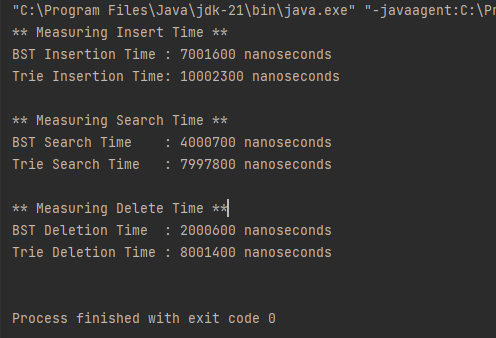 "C:\Program Files\Java\jdk-21\bin\java.exe" "-javaagent:C:\Pr
** Measuring Insert Time **
BST Insertion Time : 7001600 nanoseconds
Trie Insertion Time: 10002300 nanoseconds
** Measuring Search Time **
BST Search Time    : 4000700 nanoseconds
Trie Search Time   : 7997800 nanoseconds
** Measuring Delete Time **
BST Deletion Time  : 2000600 nanoseconds
Trie Deletion Time : 8001400 nanoseconds
Process finished with exit code 0